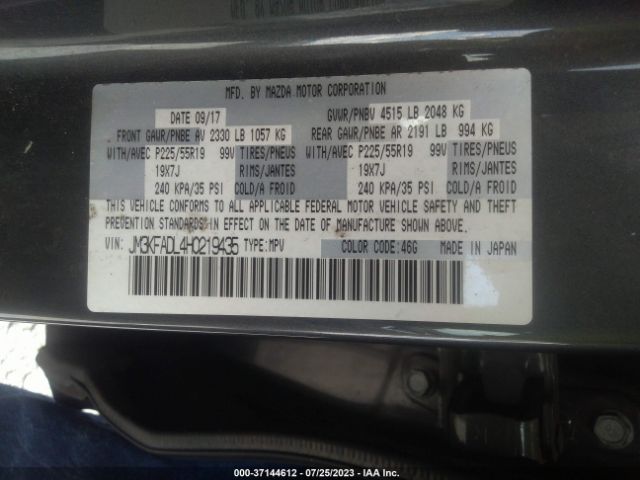 MFD. BY MAZDA MOTOR CORPORATION
DATE 09/17 GVWR/PNBV 4515 LB 2048 KG
FRONT GAWR/PNBE AV 2330 LB 1057 KG REAR GAWR/PNBE AR 2191 LB 994 KG
WITH/AVEC P225/55R19 99V TIRES/PNEUS WITH/AVEC P225/55R19 99V TIRES/PNEUS
19X7J RIMS/JANTES 19X7J RIMS/JANTES
240 KPA/35 PSI COLD/A FROID 240 KPA/35 PSI COLD/A FROID
THIS VEHICLE CONFORMS TO ALL APPLICABLE FEDERAL MOTOR VEHICLE SAFETY AND THEFT
PREVENTION STANDARDS IN EFFECT ON THE DATE OF MANUFACTURE SHOWN ABOVE.
VIN: JM3KFADL4H0219435 TYPE:MPV COLOR CODE:46G MADE IN JAPAN
000-37144612 / 07/25/2023 - IAA Inc.